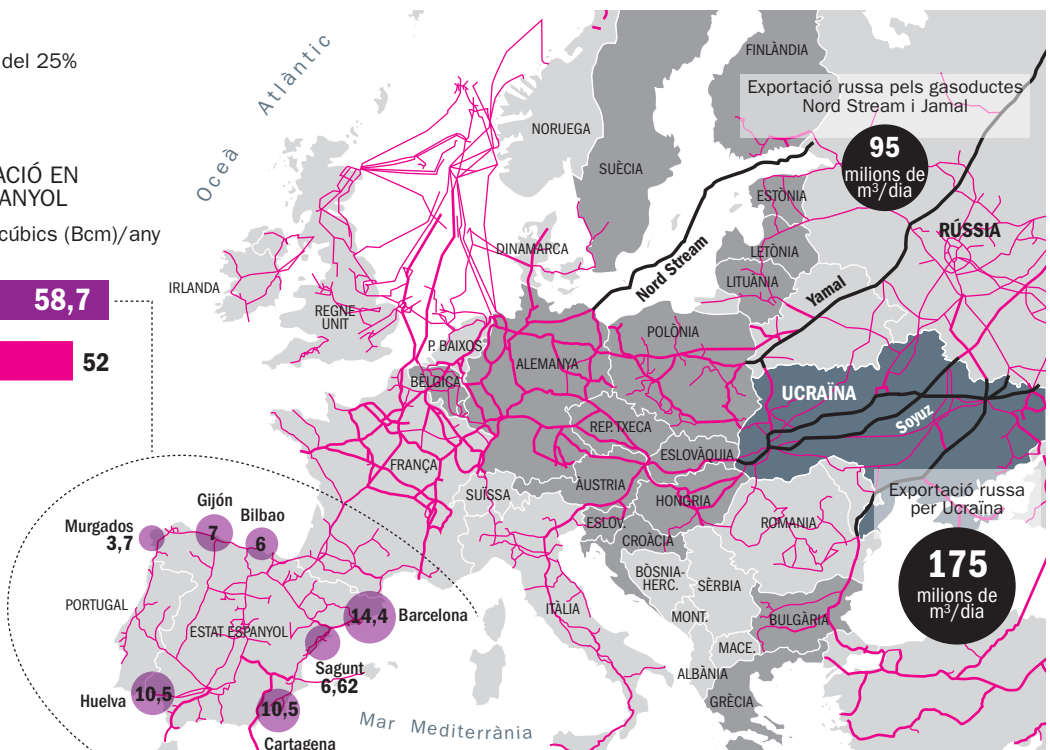 del 25%
ACIÓ EN
ANYOL
cúbics (Bcm)/any
58,7
52
Oceà Atlàntic
FINLÀNDIA
Exportació russa pels gasoductes
Nord Stream i Jamal
95
milions de
m³/dia
NORUEGA
SUÈCIA
ESTÒNIA
RÚSSIA
DINAMARCA
LETÒNIA
Nord Stream
LITUÀNIA
Yamal
IRLANDA
REGNE
UNIT
POLÒNIA
P. BAIXOS
ALEMANYA
BÈLGICA
UCRAÏNA
Soyuz
REP. TXECA
ESLOVÀQUIA
FRANÇA
SUÏSSA
ÀUSTRIA
HONGRIA
Exportació russa
per Ucraïna
175
milions de
m³/dia
ROMANIA
ESLOV.
CROÀCIA
BÒSNIA-
HERC.
SÈRBIA
MONT.
BULGÀRIA
MACE.
ALBÀNIA
GRÈCIA
ITÀLIA
Gijón
7
Bilbao
6
Murgados
3,7
PORTUGAL
ESTAT ESPANYOL
14,4
Barcelona
Sagunt
6,62
Huelva
10,5
10,5
Cartagena
Mar Mediterrània